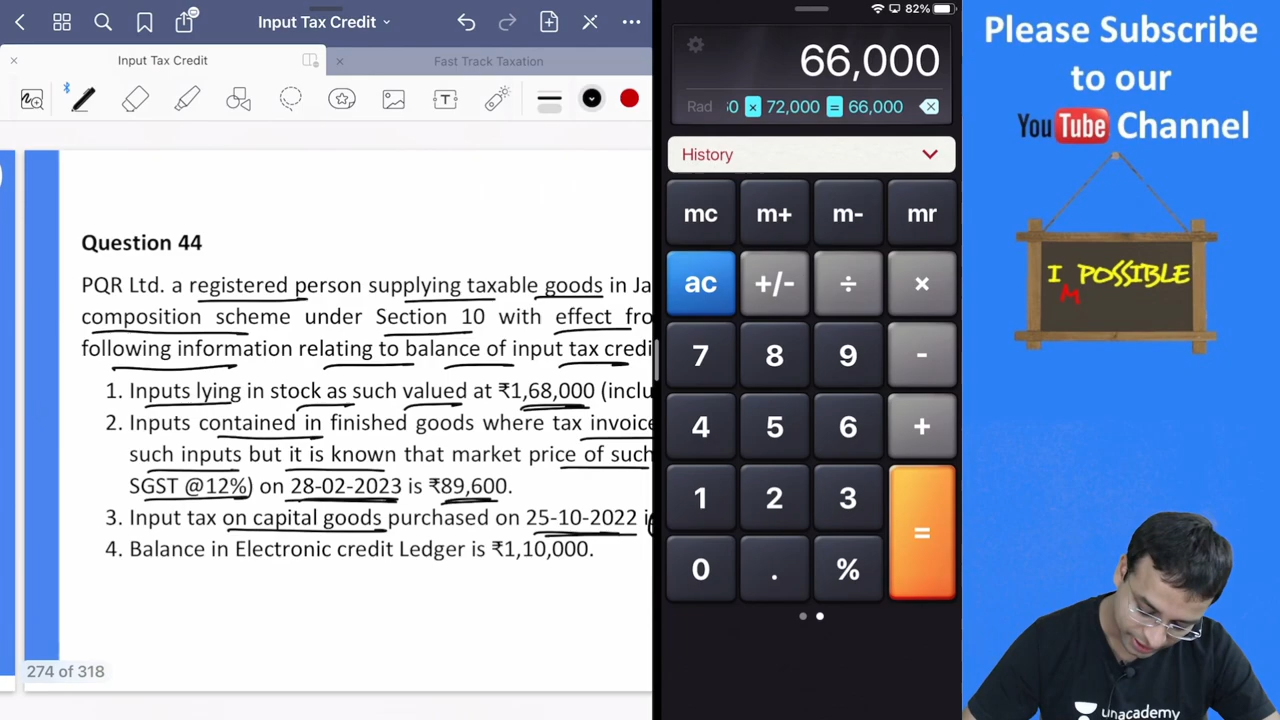 Input Tax Credit
Input Tax Credit
Fast Track Taxation
Question 44
PQR Ltd. a registered person supplying taxable goods in Ja
composition scheme under Section 10 with effect fro
following information relating to balance of input tax credi
1. Inputs lying in stock as such valued at ₹1,68,000 (inclu
2. Inputs contained in finished goods where tax invoice
such inputs but it is known that market price of such
SGST @12%) on 28-02-2023 is ₹89,600.
3. Input tax on capital goods purchased on 25-10-2022 i
4. Balance in Electronic credit Ledger is ₹1,10,000.
274 of 318
82%
66,000
Rad 0 × 72,000 = 66,000
History
mc m+ m- mr
ac +/- ÷ ×
7 8 9 -
4 5 6 +
1 2 3 =
0 . %
Please Subscribe
to our
YouTube Channel
I POSSIBLE
M
unacademy